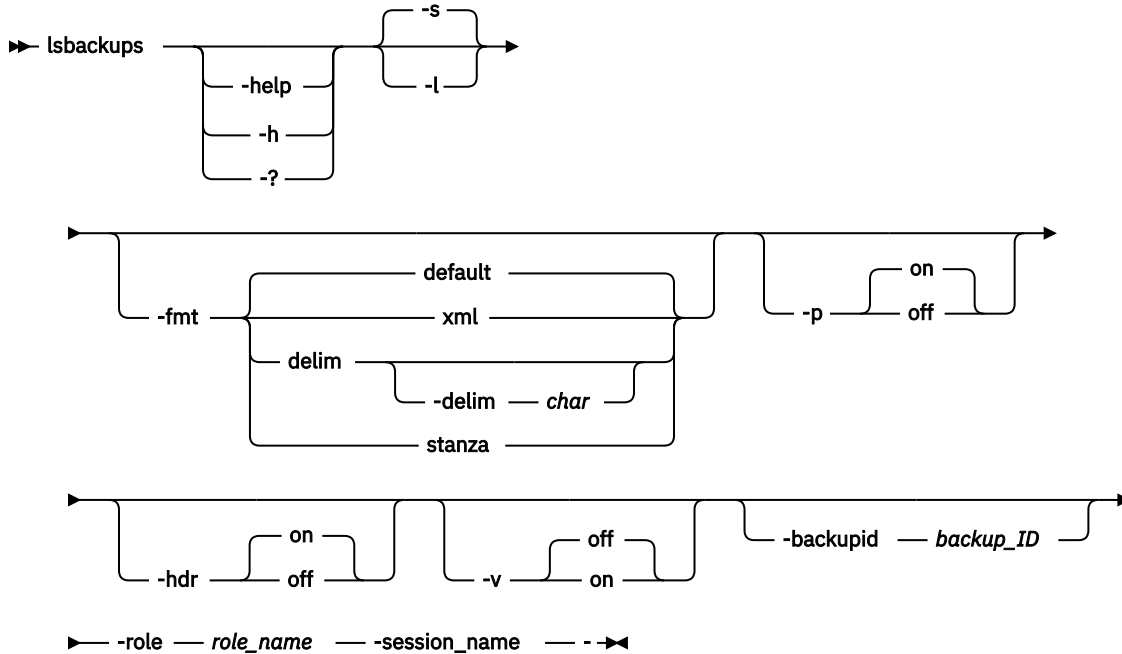 -s
lsbackups
-help
-l
-h
-?
default
on
-fmt xml -p off
delim
-delim char
stanza
on off -backupid backup_ID
-hdr off -v on
-role role_name -session_name -